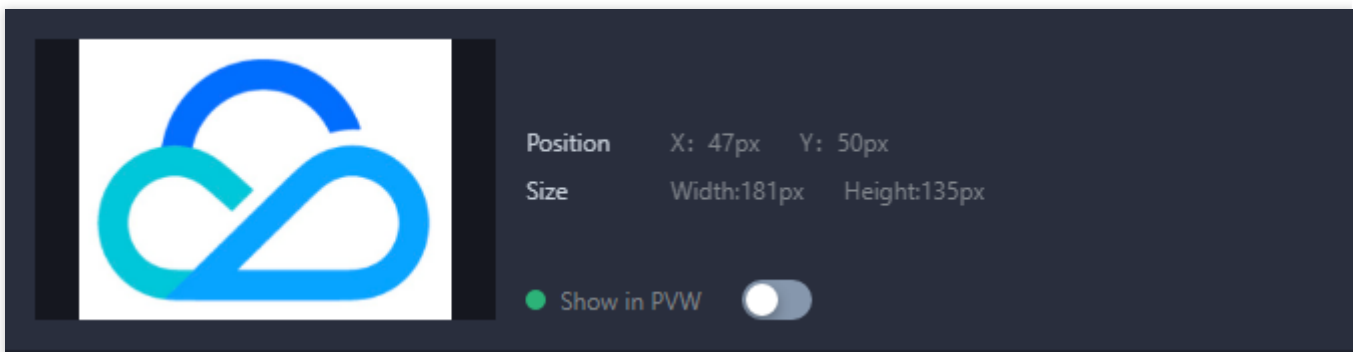 Position X: 47px Y: 50px
Size Width:181px Height:135px
Show in PVW